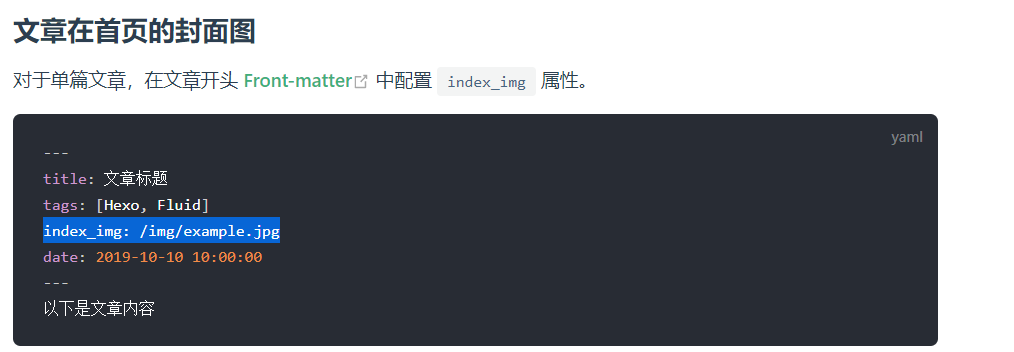 文章在首页的封面图
对于单篇文章，在文章开头 Front-matter 中配置 index_img 属性。
yaml
---
title: 文章标题
tags: [Hexo, Fluid]
index_img: /img/example.jpg
date: 2019-10-10 10:00:00
---
以下是文章内容